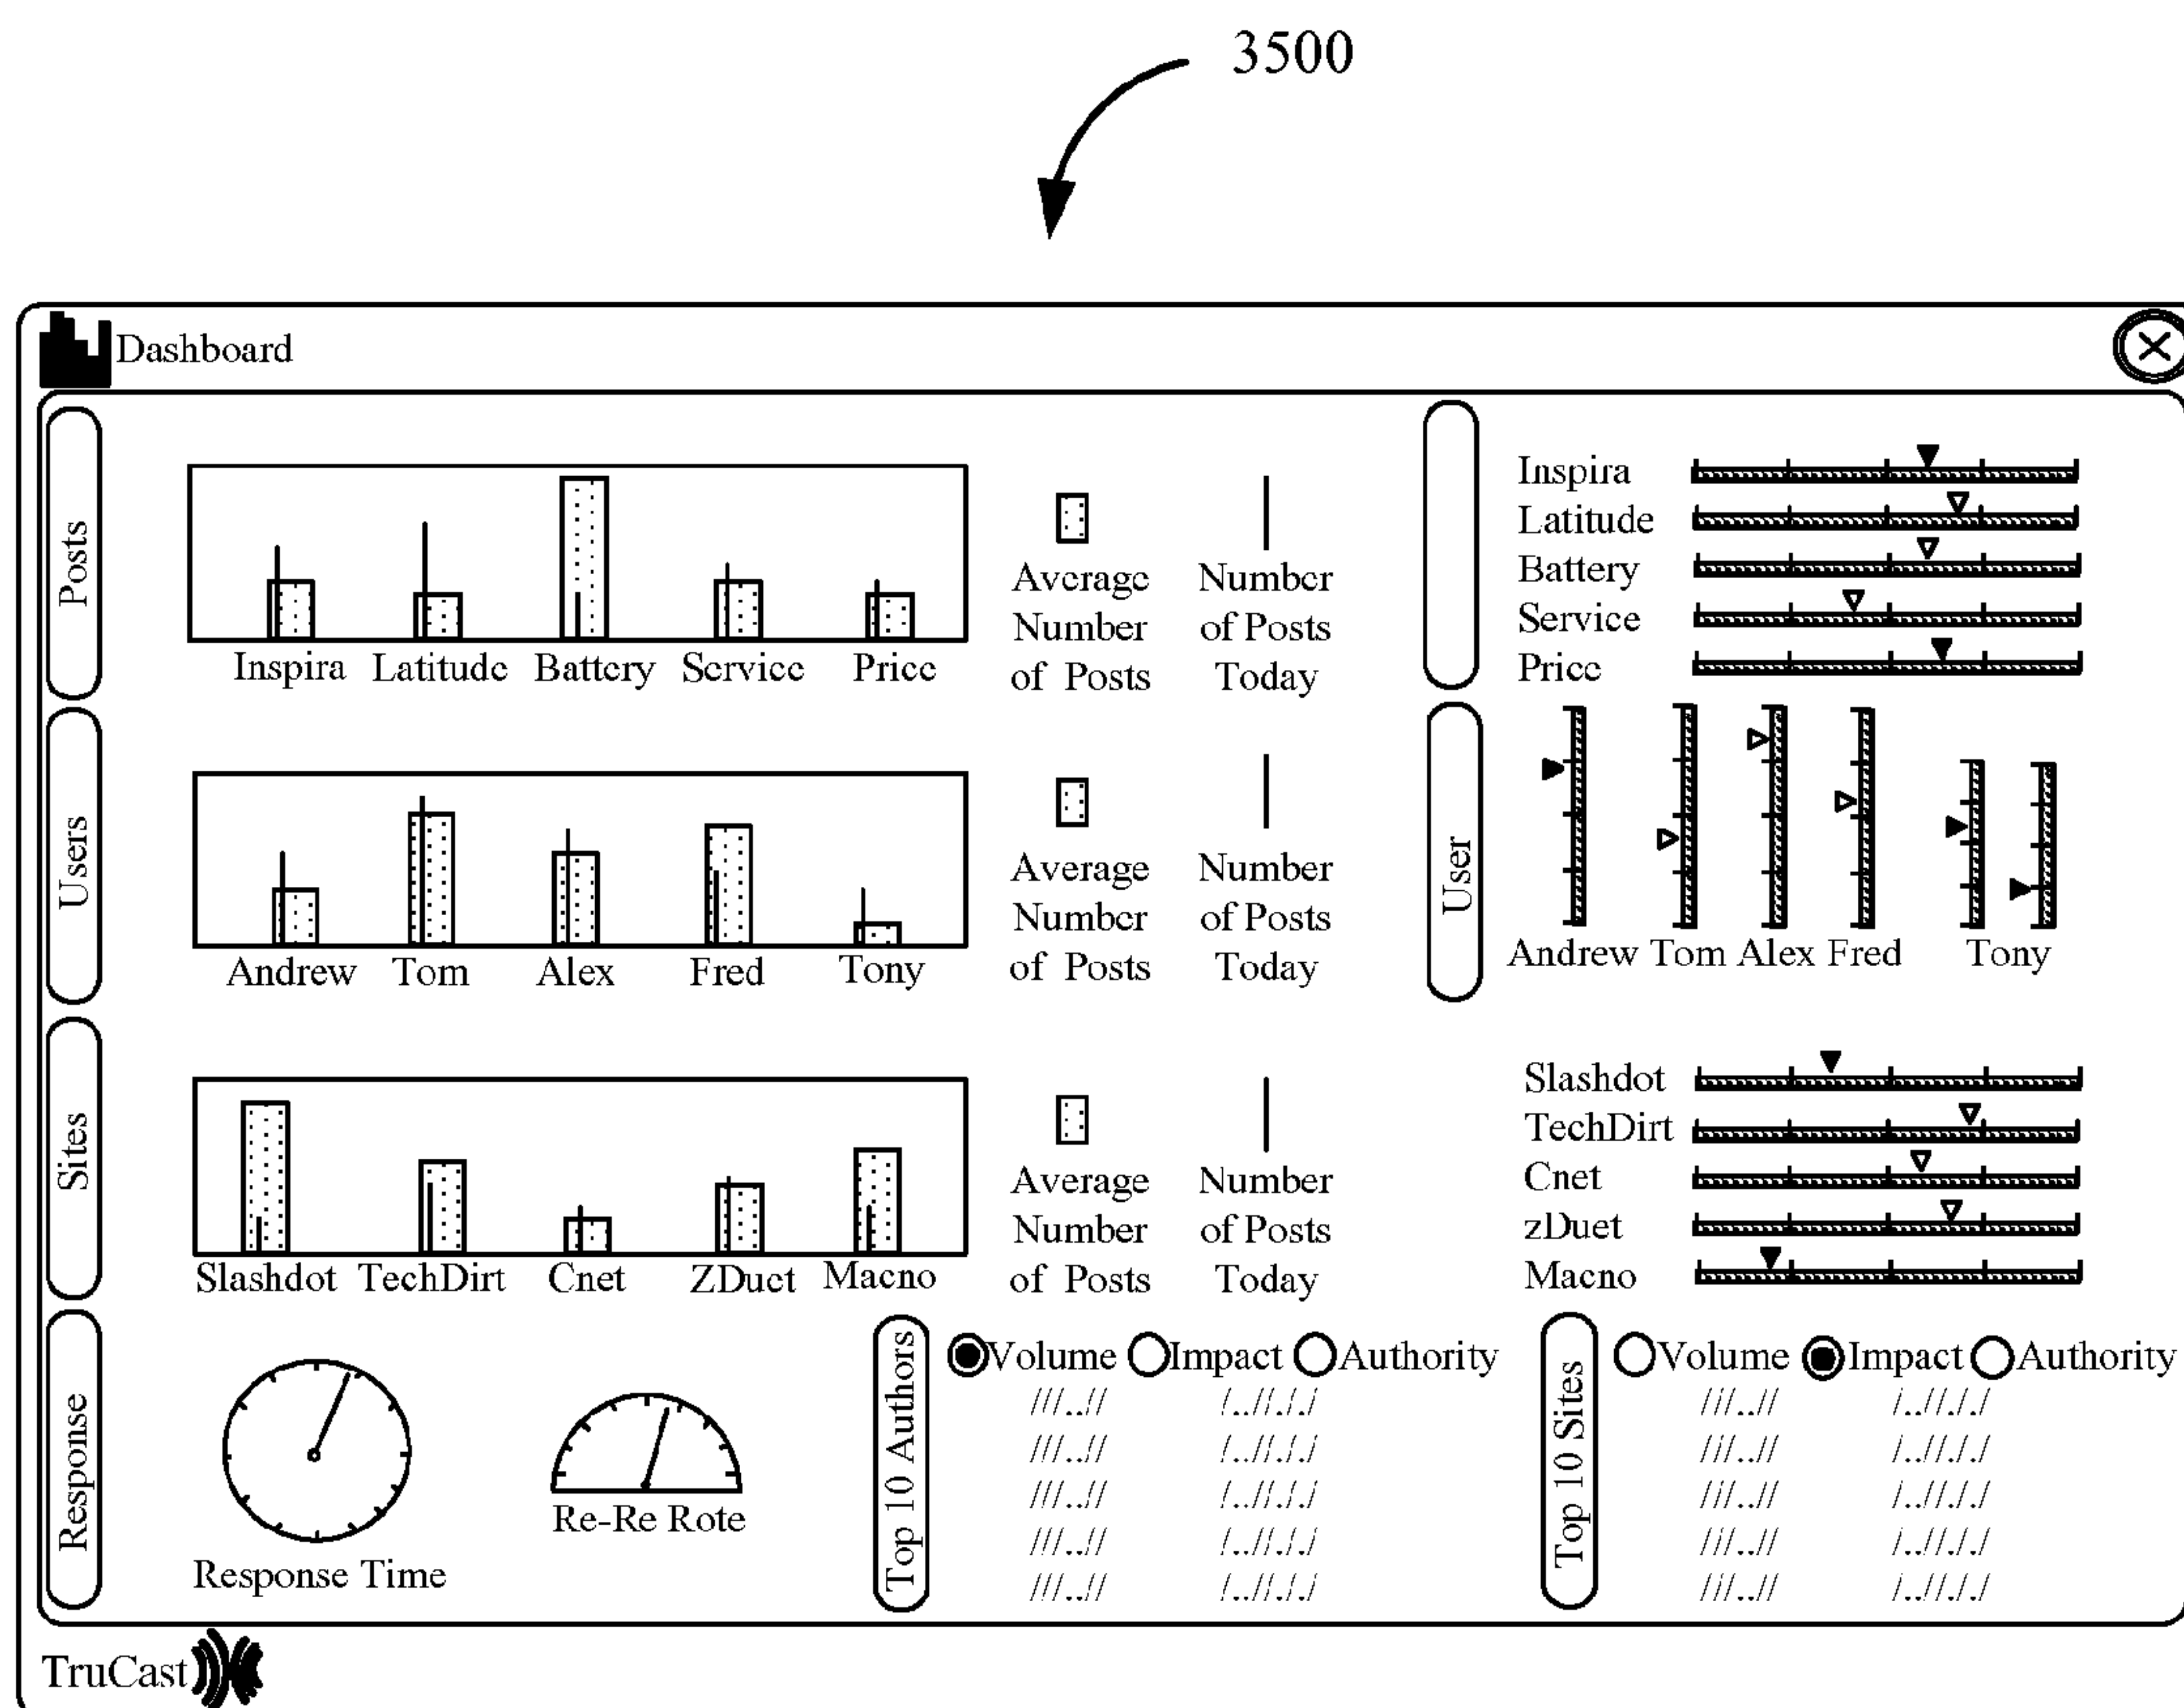 3500
Dashboard
Posts
Inspira Latitude Battery Service Price
Average
Number
of Posts
Number
of Posts
Today
Inspira
Latitude
Battery
Service
Price
Users
Andrew Tom Alex Fred Tony
Average
Number
of Posts
Number
of Posts
Today
User
Andrew Tom Alex Fred Tony
Sites
Slashdot TechDirt Cnet ZDuet Macno
Average
Number
of Posts
Number
of Posts
Today
Slashdot
TechDirt
Cnet
zDuet
Macno
Response
Response Time
Re-Re Rote
Top 10 Authors
Volume Impact Authority
Top 10 Sites
Volume Impact Authority
TruCast